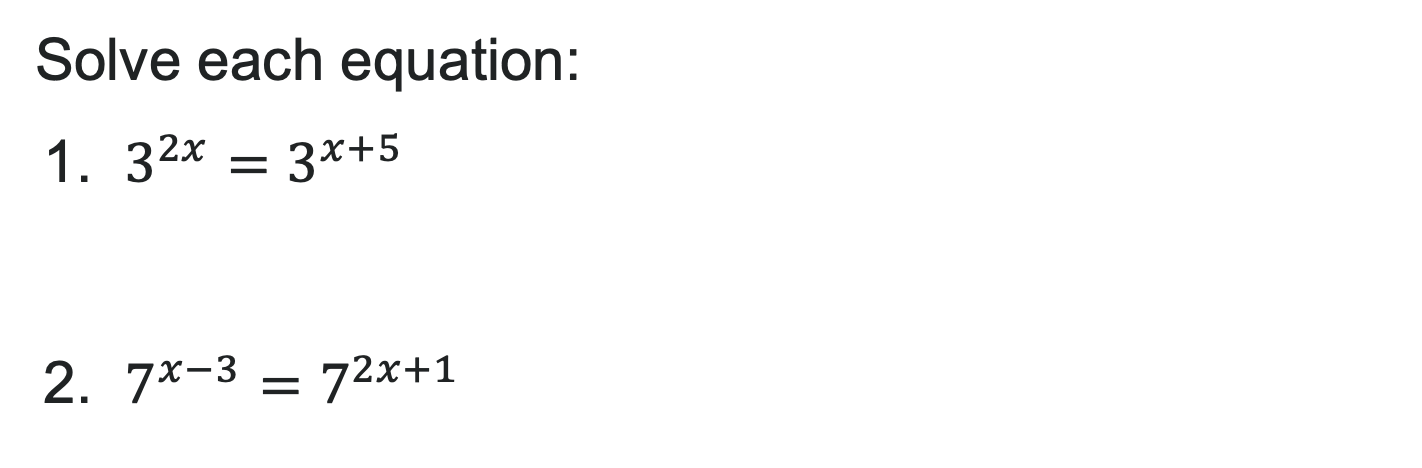 Solve each equation:
1. 3^{2x} = 3^{x+5}
2. 7^{x-3} = 7^{2x+1}